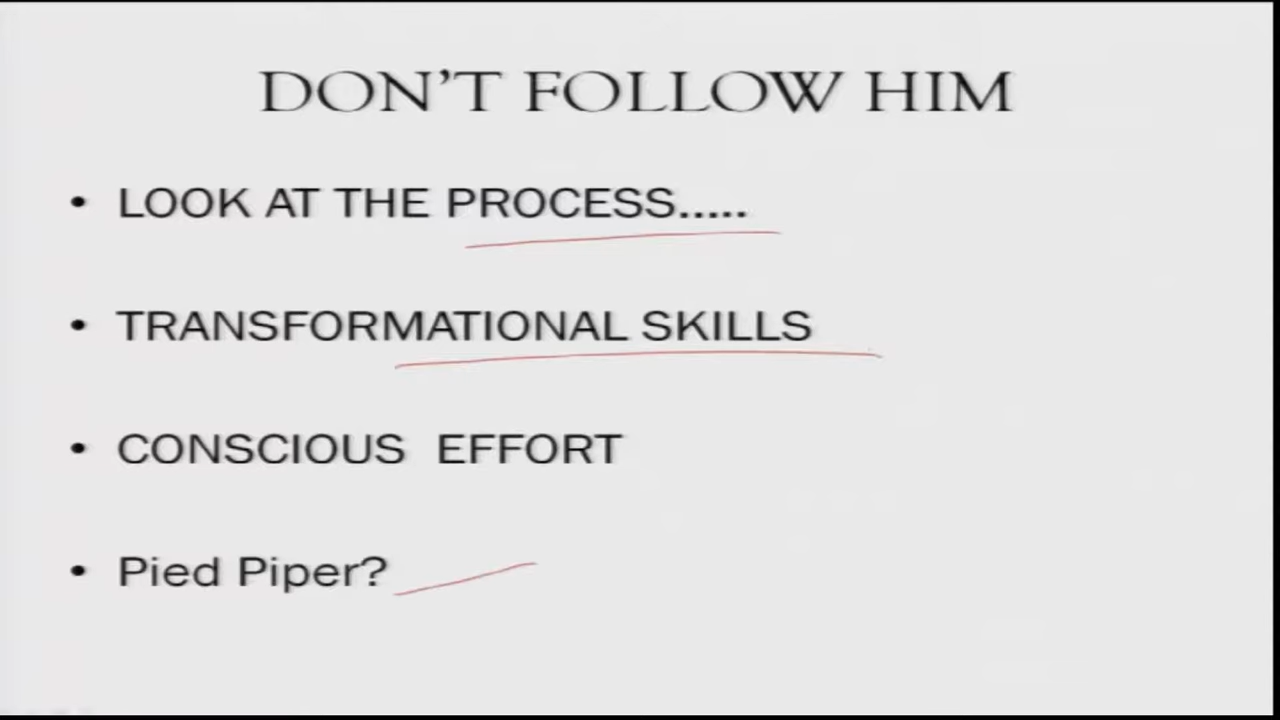 DON'T FOLLOW HIM
• LOOK AT THE PROCESS.....
• TRANSFORMATIONAL SKILLS
• CONSCIOUS EFFORT
• Pied Piper?